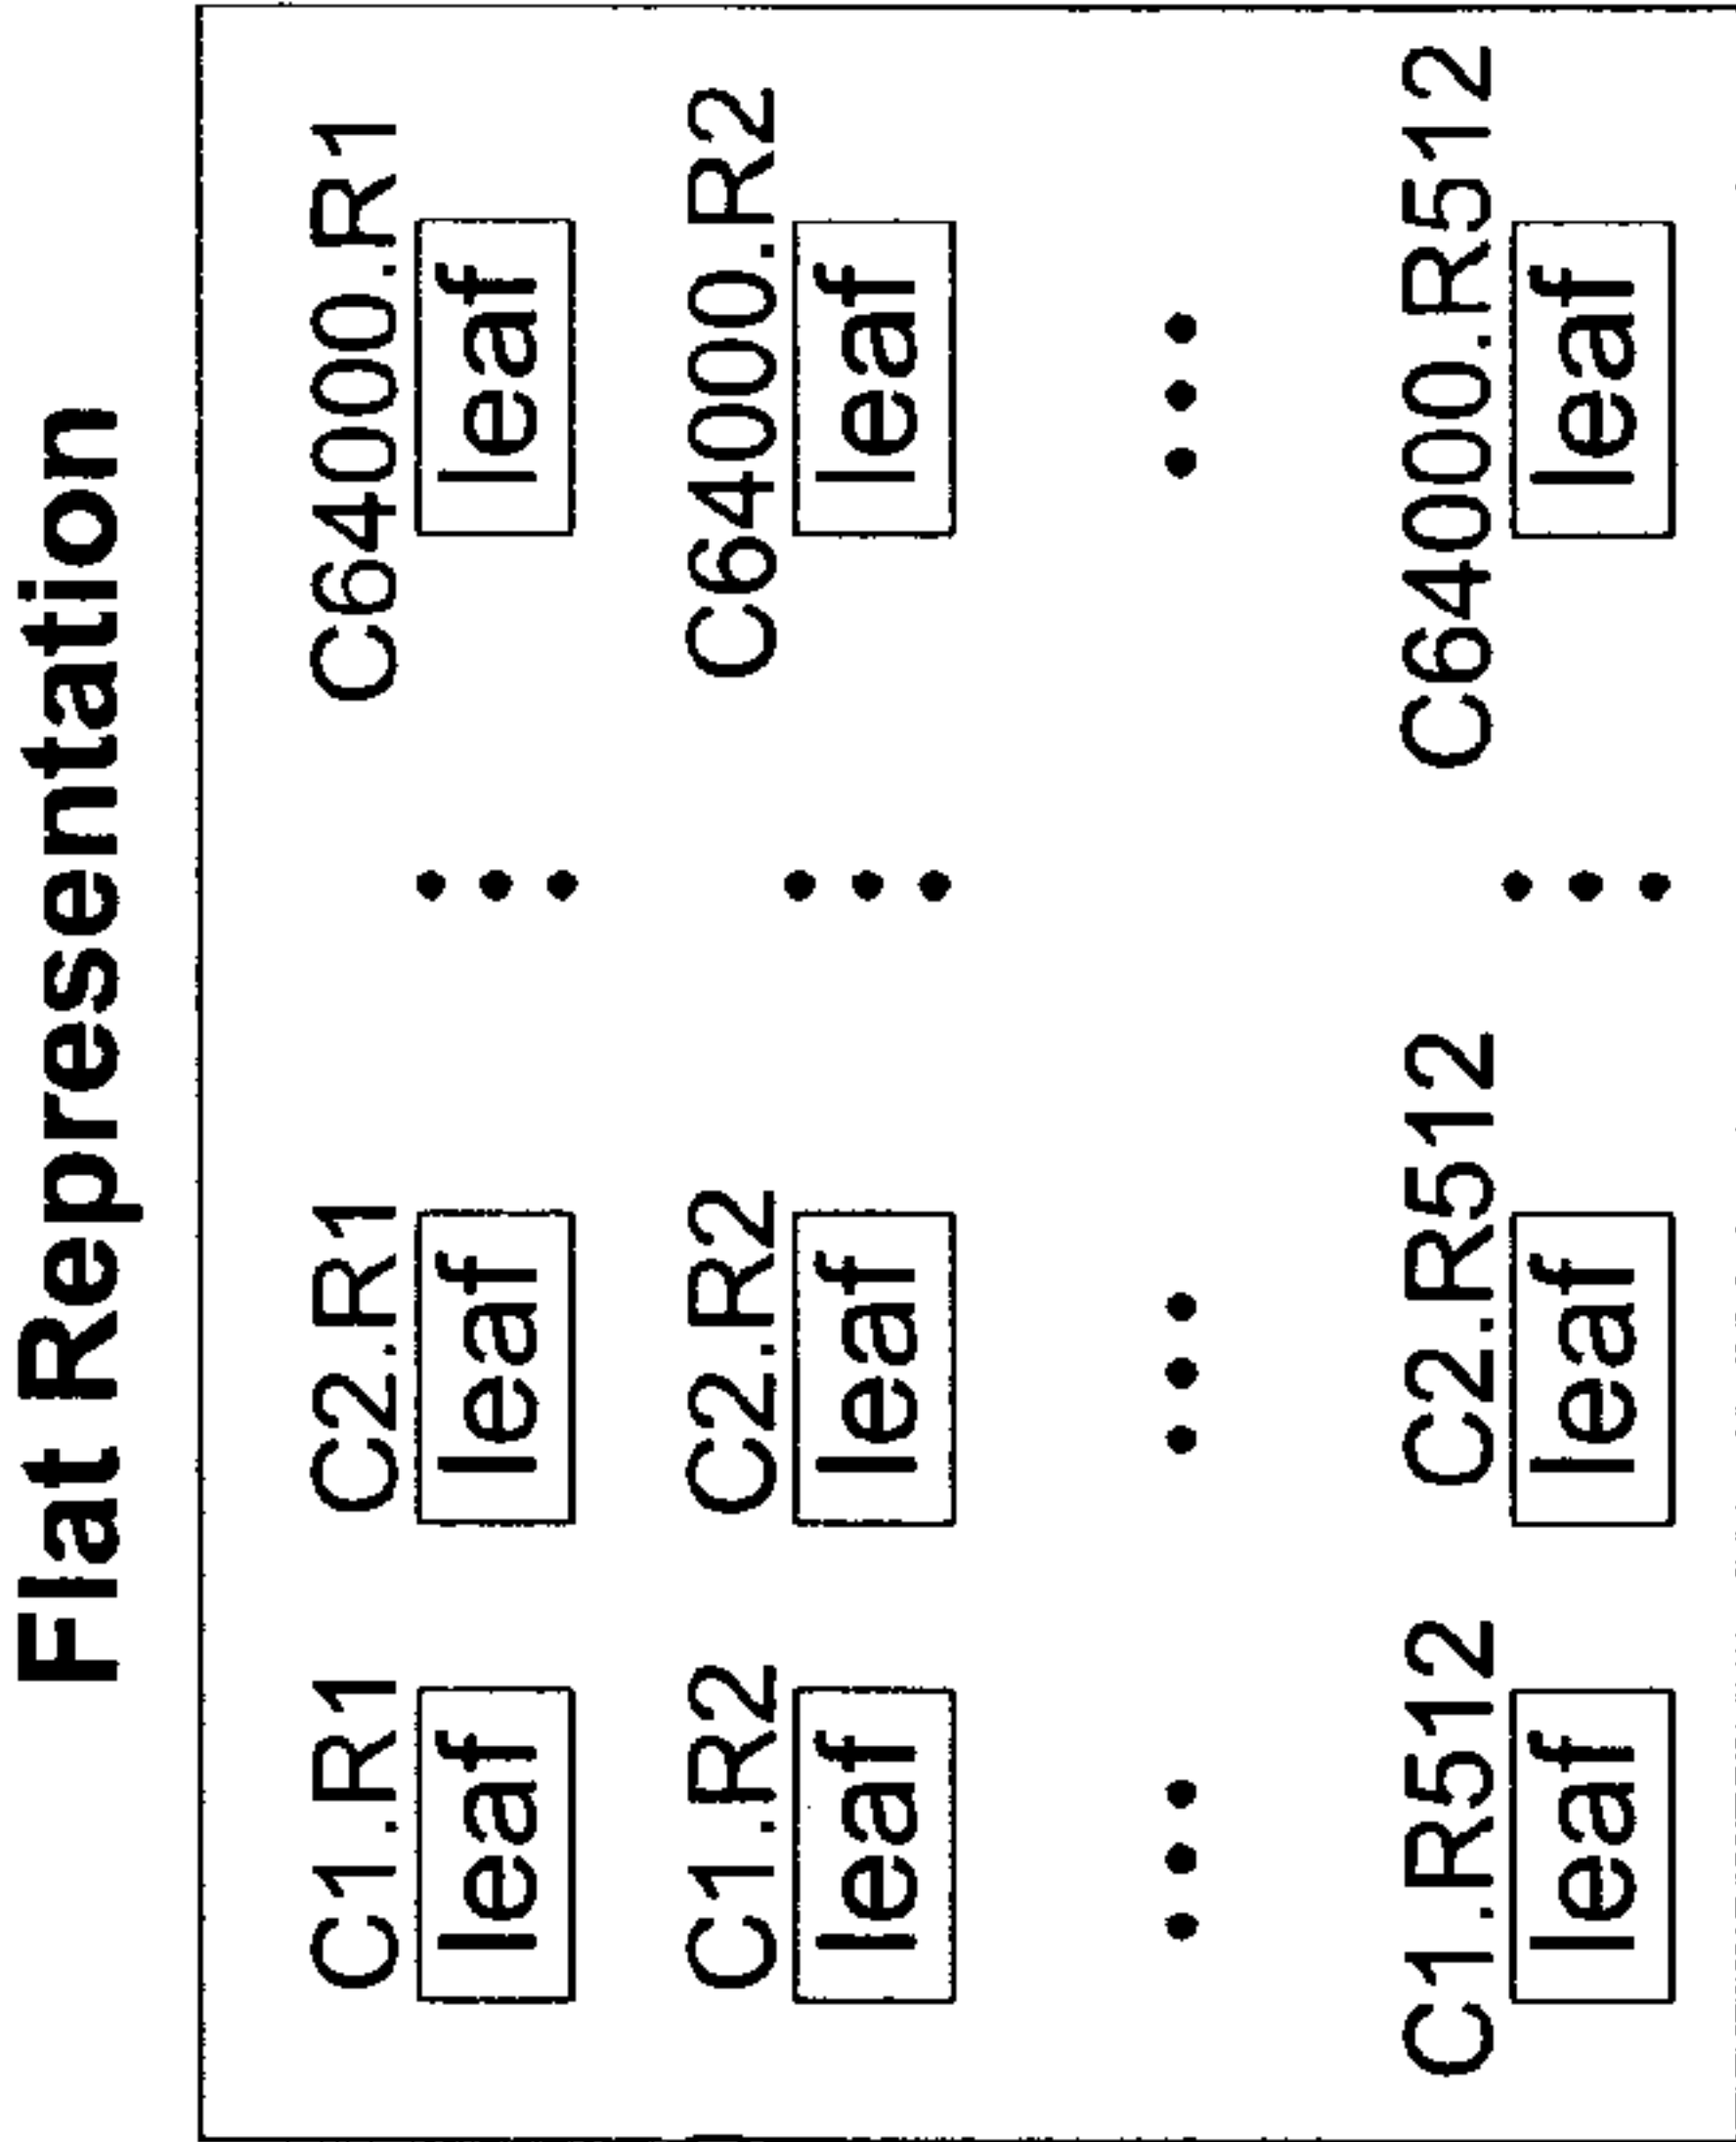 Flat Representation
C1.R1 C2.R1 C64000.R1
leaf leaf • • • leaf
C1.R2 C2.R2 C64000.R2
leaf leaf • • • leaf
• • • • • • • • •
C1.R512 C2.R512 C64000.R512
leaf leaf • • • leaf